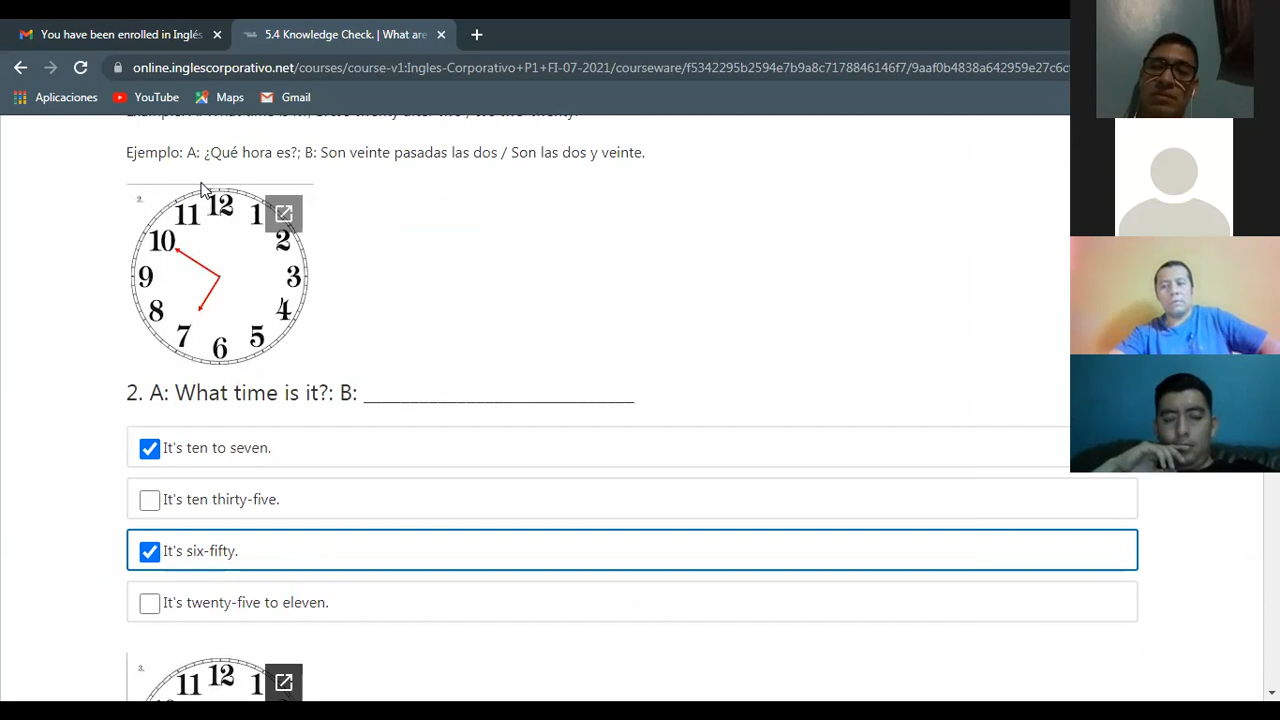 You have been enrolled in Inglés
5.4 Knowledge Check. | What are
online.inglescorporativo.net/courses/course-v1:Ingles-Corporativo+P1+FI-07-2021/courseware/f5342295b2594e7b9a8c7178846146f7/9aaf0b4838a642959e27c6c
Aplicaciones
YouTube
Maps
Gmail
Ejemplo: A: ¿Qué hora es?; B: Son veinte pasadas las dos / Son las dos y veinte.
2.
12
11
1
10
2
9
3
8
4
7
5
6
2. A: What time is it?: B: ___________________________
It's ten to seven.
It's ten thirty-five.
It's six-fifty.
It's twenty-five to eleven.
3.
12
11
1